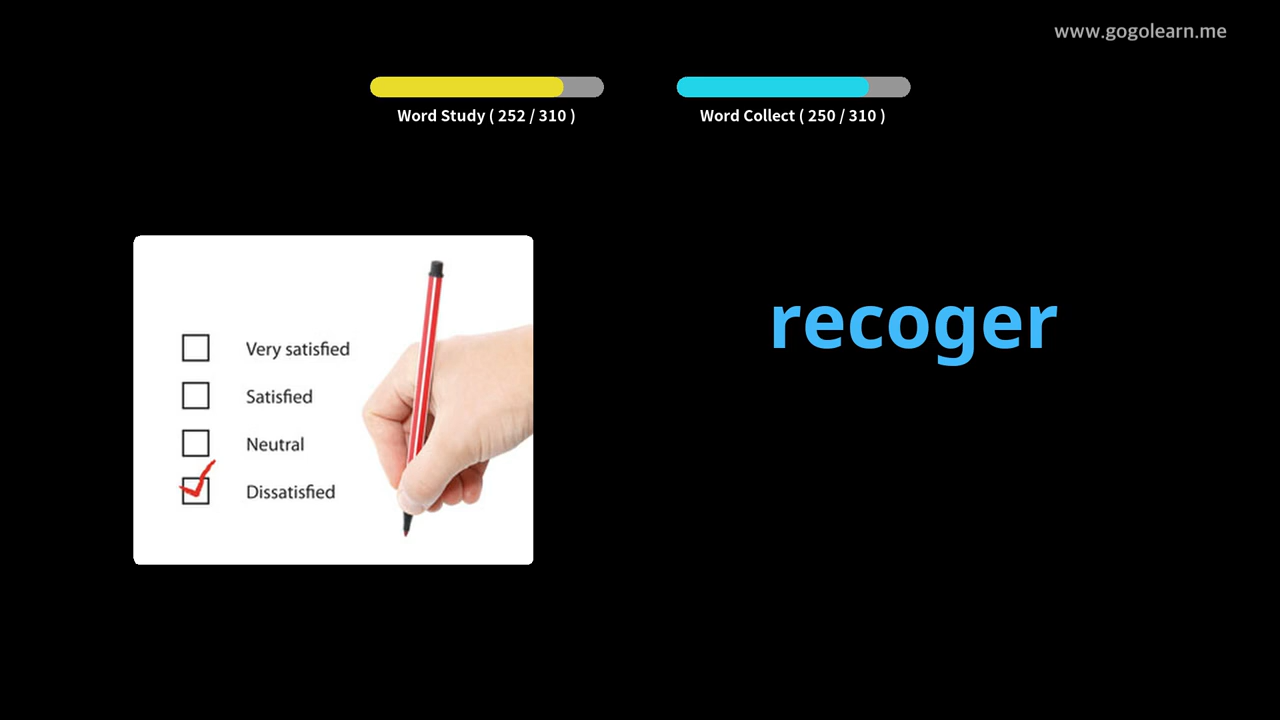 www.gogolearn.me
Word Study ( 252 / 310 )
Word Collect ( 250 / 310 )
recoger
Very satisfied
Satisfied
Neutral
Dissatisfied